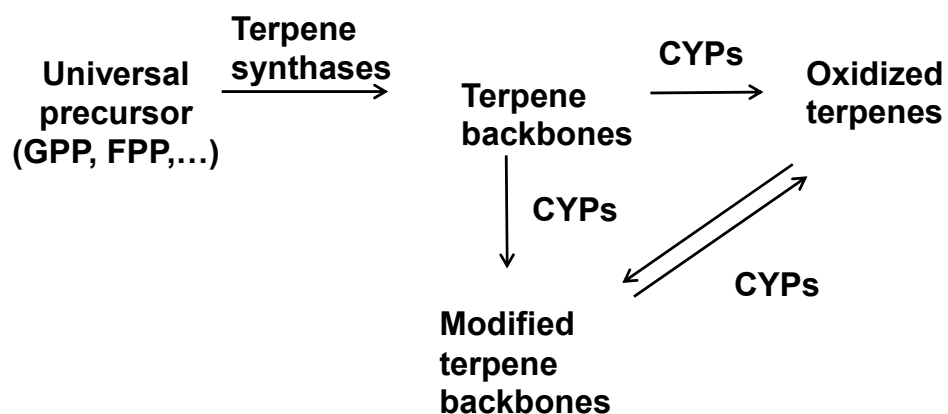 Universal
precursor
(GPP, FPP,…)
Terpene
synthases
Terpene
backbones
CYPs
Oxidized
terpenes
CYPs
CYPs
Modified
terpene
backbones